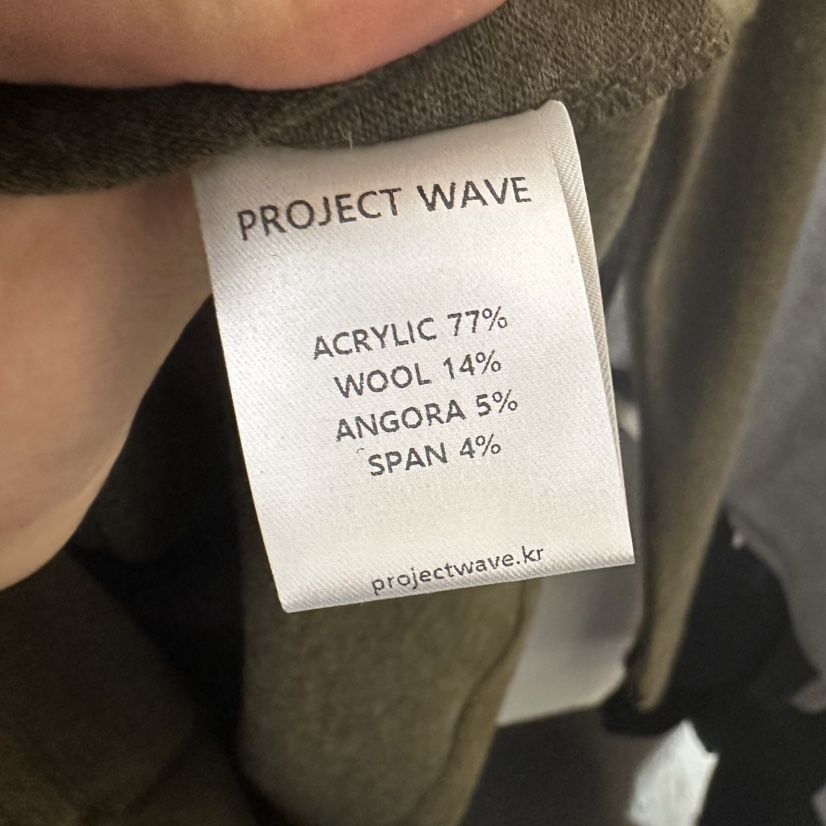 PROJECT WAVE
ACRYLIC 77%
WOOL 14%
ANGORA 5%
SPAN 4%
projectwave.kr